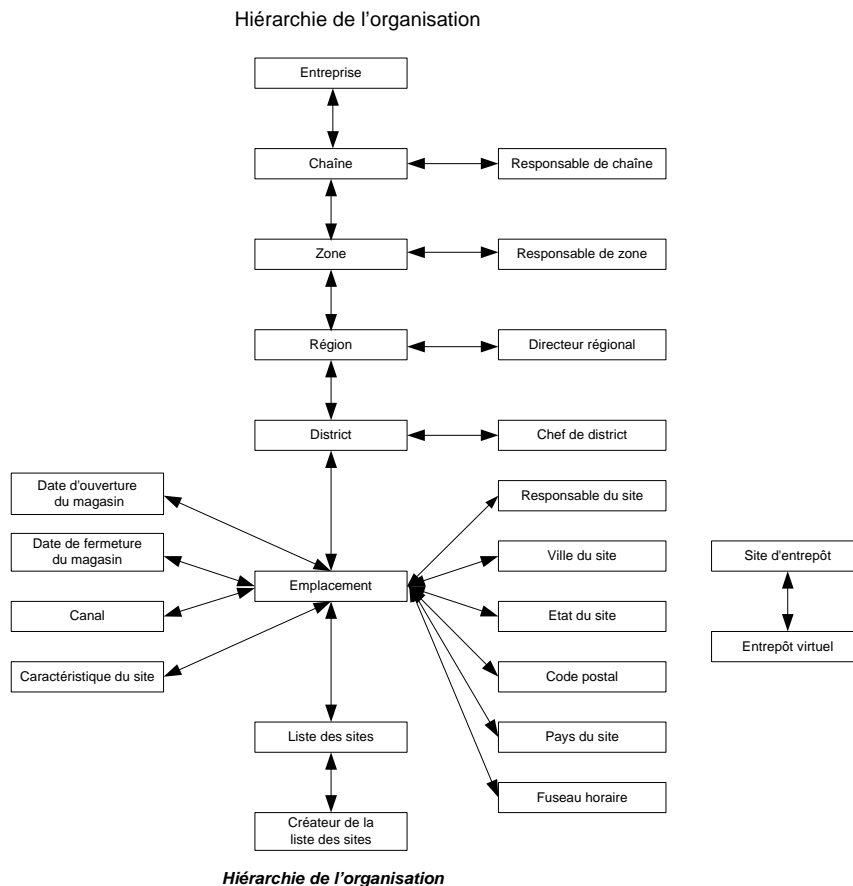 Hiérarchie de l’organisation
Entreprise
Chaîne
Responsable de chaîne
Zone
Responsable de zone
Région
Directeur régional
District
Chef de district
Date d'ouverture
du magasin
Responsable du site
Date de fermeture
du magasin
Ville du site
Site d'entrepôt
Emplacement
Canal
Etat du site
Entrepôt virtuel
Caractéristique du site
Code postal
Liste des sites
Pays du site
Fuseau horaire
Créateur de la
liste des sites
Hiérarchie de l’organisation